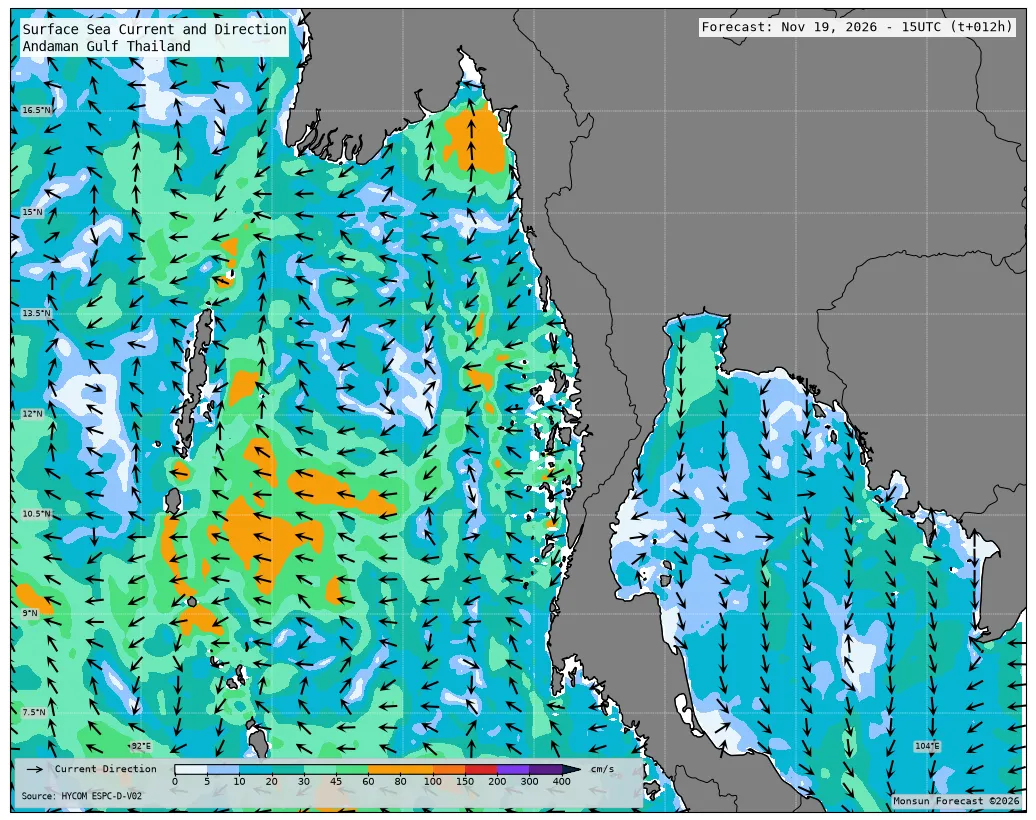 Surface Sea Current and Direction
Andaman Gulf Thailand
Forecast: Nov 19, 2026 - 15UTC (t+012h)
16.5°N
15°N
13.5°N
12°N
10.5°N
9°N
7.5°N
92°E
104°E
Current Direction
0 5 10 20 30 45 60 80 100 150 200 300 400 cm/s
Source: HYCOM ESPC-D-V02
Monsun Forecast ©2026